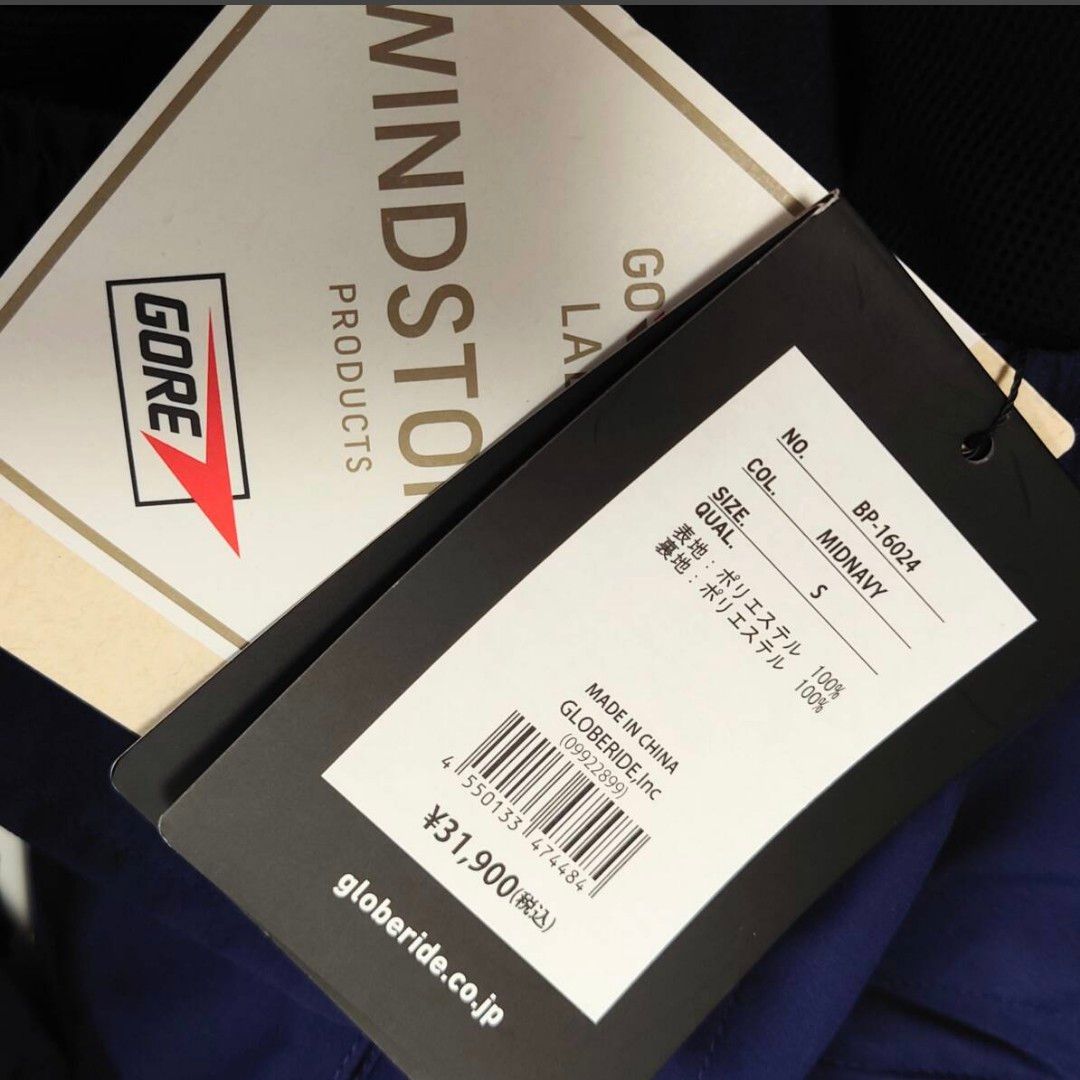 WINDSTO
PRODUCTS
GORE
NO. BP-16024
COL. MIDNAVY
SIZE. S
QUAL.
表地：ポリエステル 100%
裏地：ポリエステル 100%
MADE IN CHINA
GLOBERIDE,Inc
(09922899)
4 550133 474484
¥31,900(税込)
globeride.co.jp